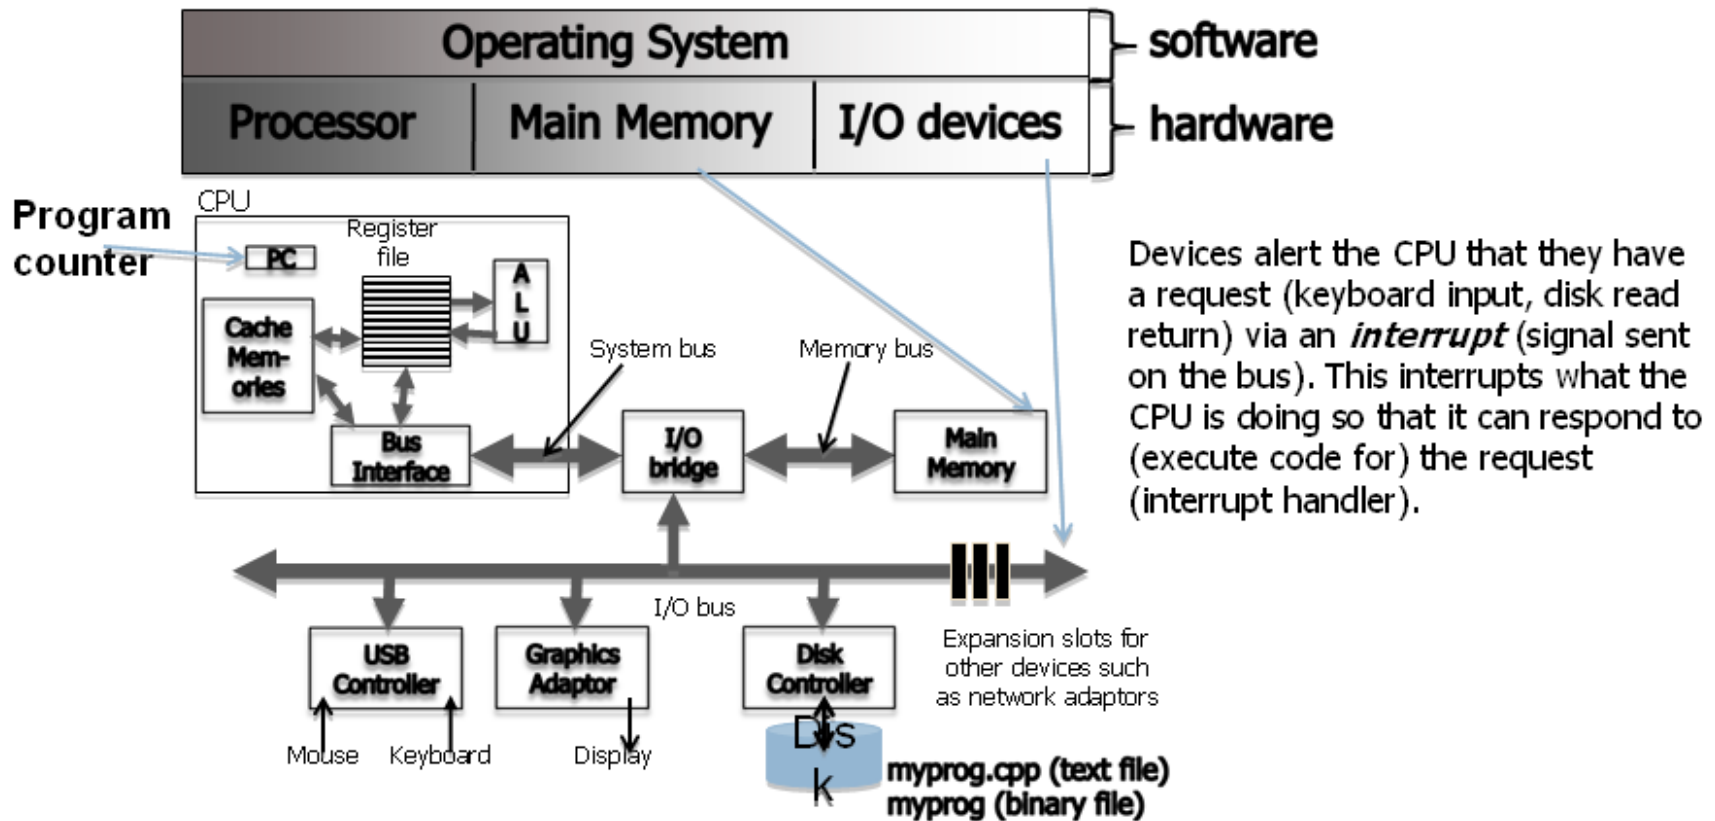 Operating System
software
Processor
Main Memory
I/O devices
hardware
Program
counter
CPU
PC
Register
file
A
L
U
Cache
Mem-
ories
Bus
Interface
System bus
Memory bus
I/O
bridge
Main
Memory
Devices alert the CPU that they have
a request (keyboard input, disk read
return) via an interrupt (signal sent
on the bus). This interrupts what the
CPU is doing so that it can respond to
(execute code for) the request
(interrupt handler).
I/O bus
USB
Controller
Graphics
Adaptor
Disk
Controller
Expansion slots for
other devices such
as network adaptors
Mouse
Keyboard
Display
Dis
k
myprog.cpp (text file)
myprog (binary file)